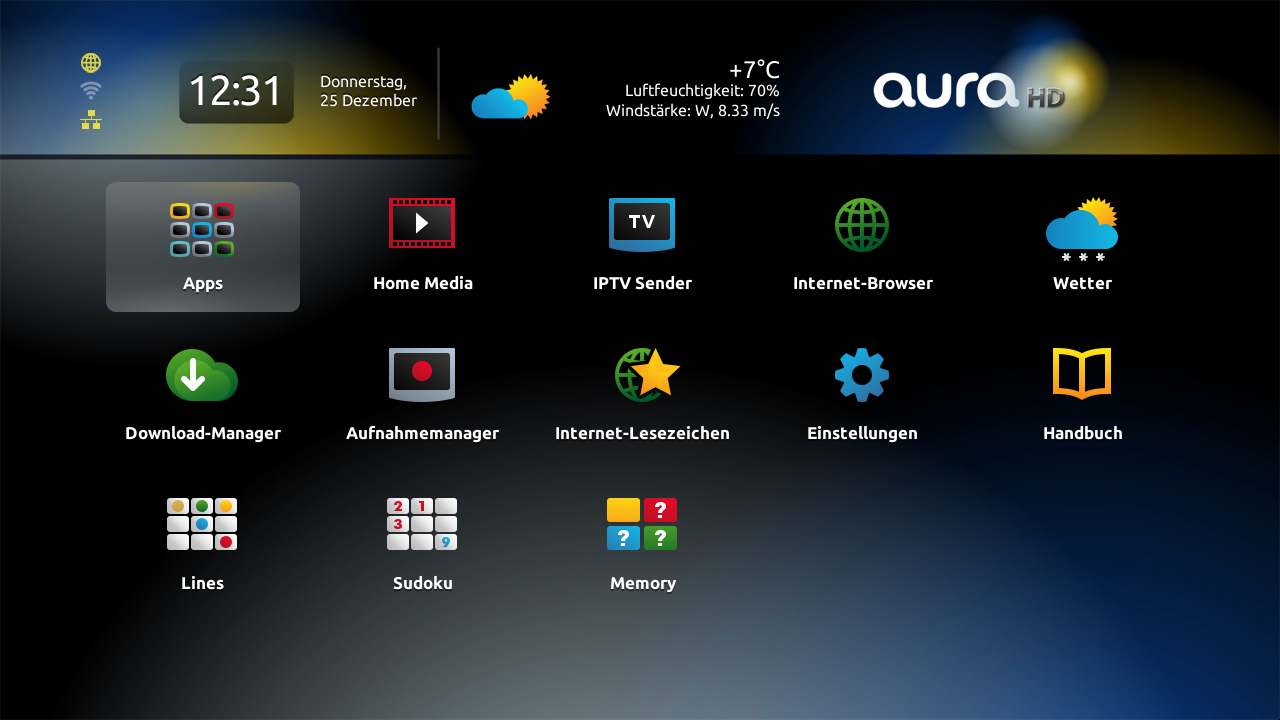 12:31
Donnerstag,
25 Dezember
+7°C
Luftfeuchtigkeit: 70%
Windstärke: W, 8.33 m/s
aura HD
Apps
Home Media
TV
IPTV Sender
Internet-Browser
Wetter
Download-Manager
Aufnahmemanager
Internet-Lesezeichen
Einstellungen
Handbuch
Lines
2 1
3
9
Sudoku
?
? ?
Memory